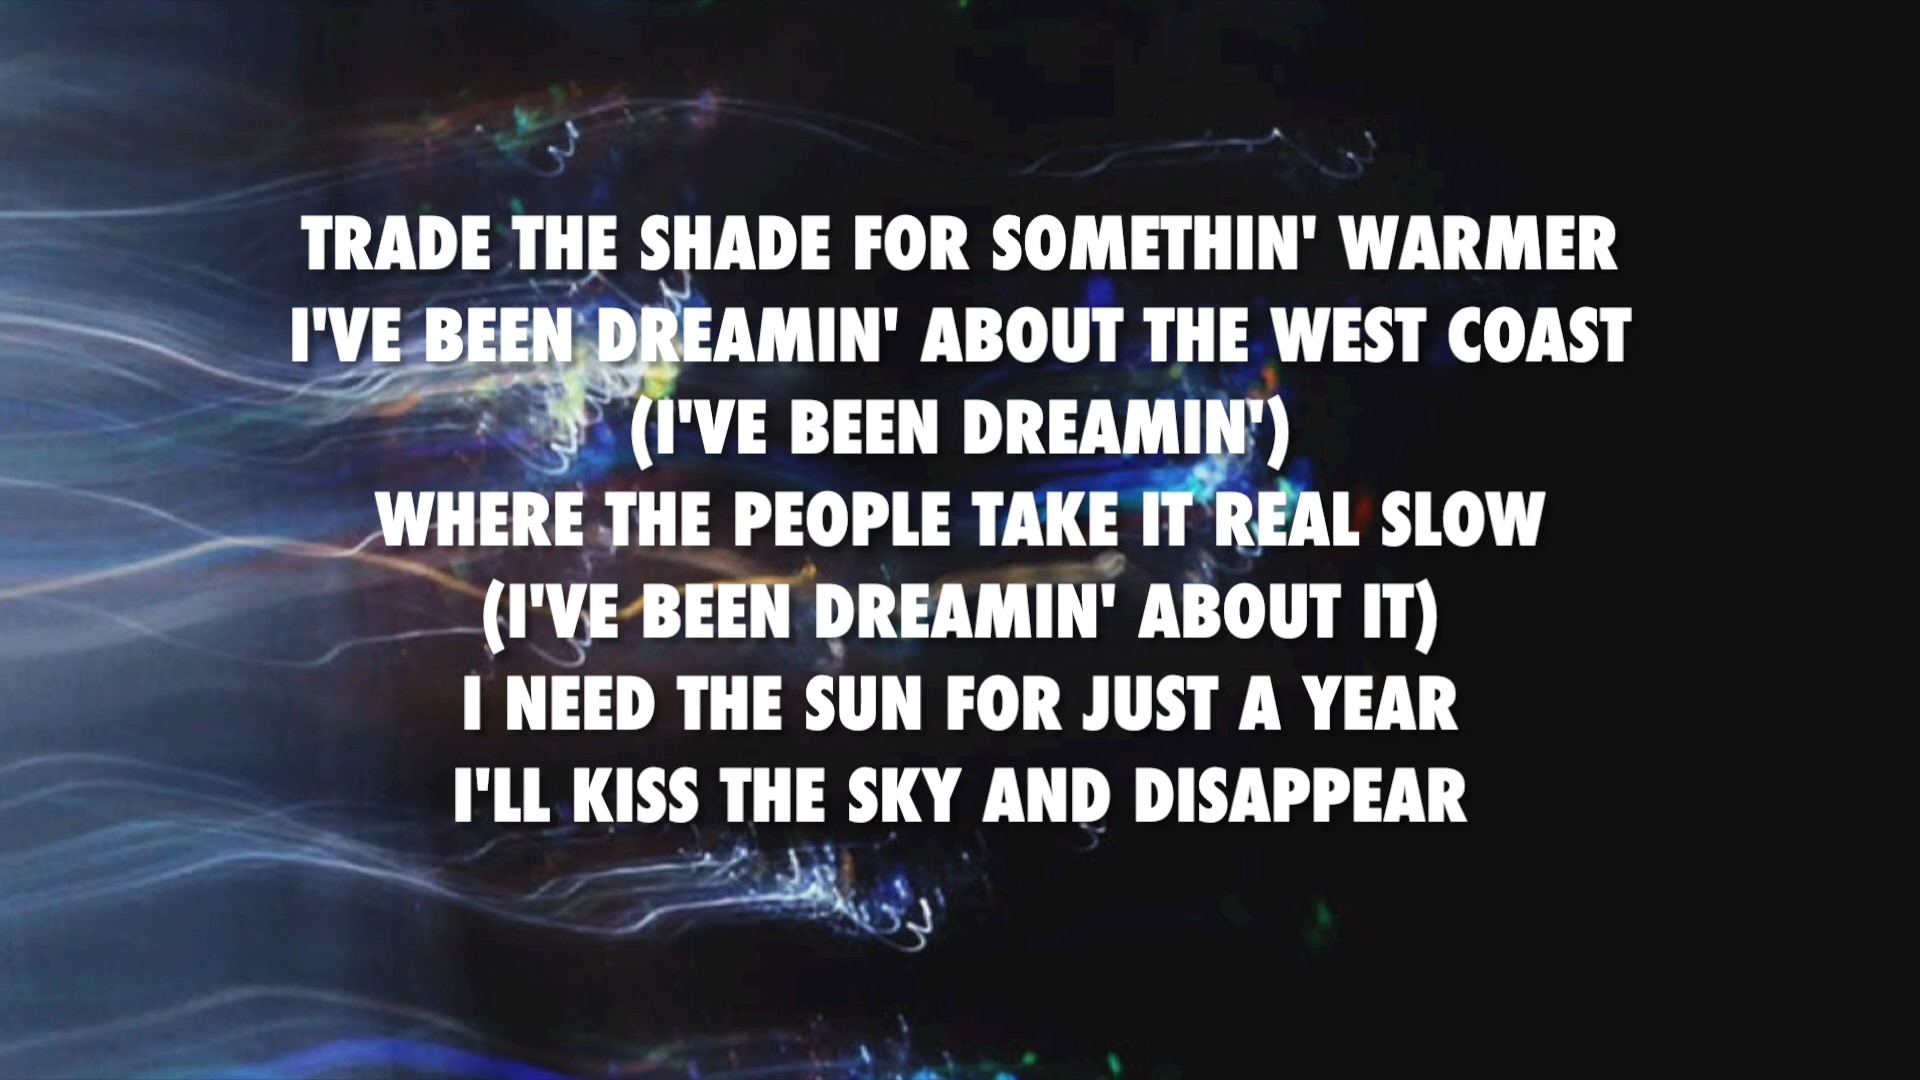 TRADE THE SHADE FOR SOMETHIN' WARMER
I'VE BEEN DREAMIN' ABOUT THE WEST COAST
(I'VE BEEN DREAMIN')
WHERE THE PEOPLE TAKE IT REAL SLOW
(I'VE BEEN DREAMIN' ABOUT IT)
I NEED THE SUN FOR JUST A YEAR
I'LL KISS THE SKY AND DISAPPEAR